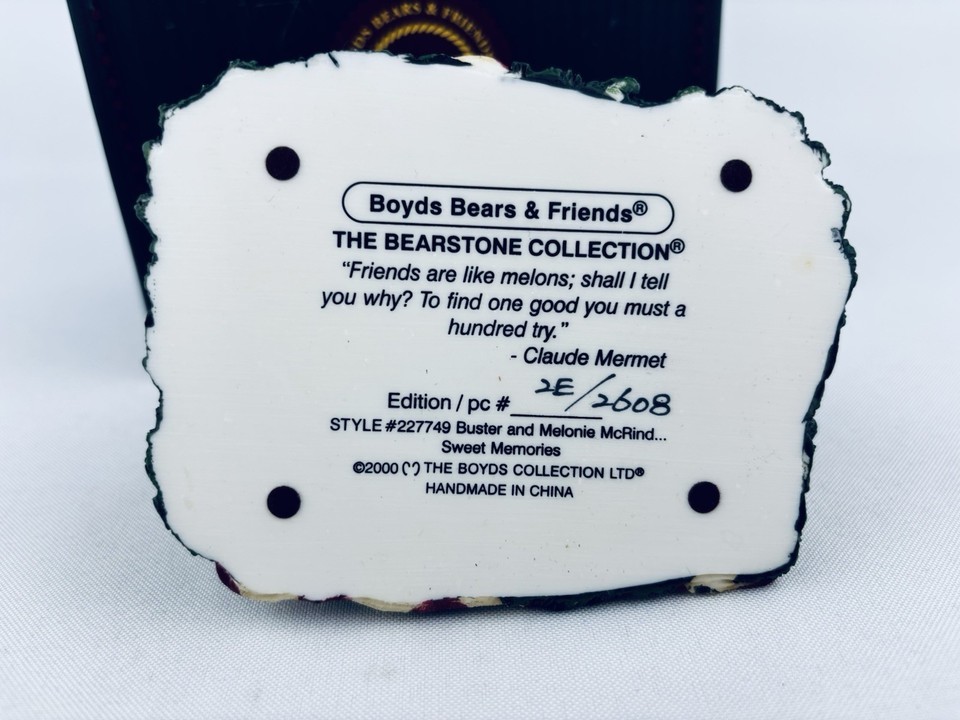 BEARS & FRIEND
Boyds Bears & Friends®
THE BEARSTONE COLLECTION®
“Friends are like melons; shall I tell
you why? To find one good you must a
hundred try.”
- Claude Mermet
Edition / pc # 2E/2608
STYLE #227749 Buster and Melonie McRind...
Sweet Memories
©2000 THE BOYDS COLLECTION LTD®
HANDMADE IN CHINA